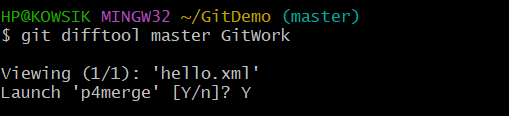 HP@KOWSIK MINGW32 ~/GitDemo (master)
$ git difftool master GitWork
Viewing (1/1): 'hello.xml'
Launch 'p4merge' [Y/n]? Y